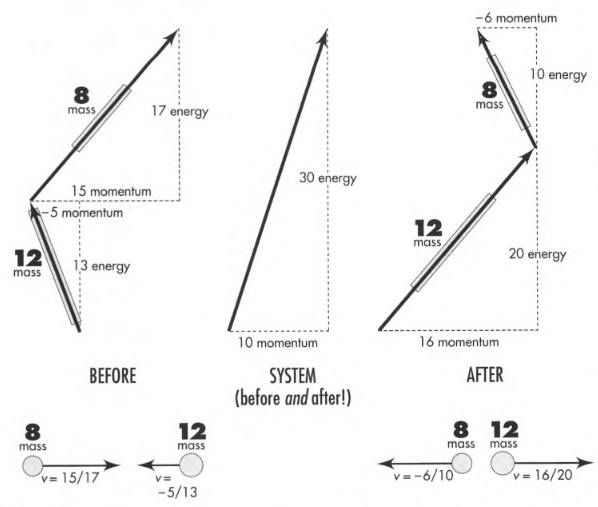 8
mass
17 energy
15 momentum
-5 momentum
12
mass
13 energy
30 energy
10 momentum
-6 momentum
8
mass
10 energy
12
mass
20 energy
16 momentum
BEFORE
SYSTEM
(before and after!)
AFTER
8
mass
v = 15/17
12
mass
v =
-5/13
8
mass
v = -6/10
12
mass
v = 16/20